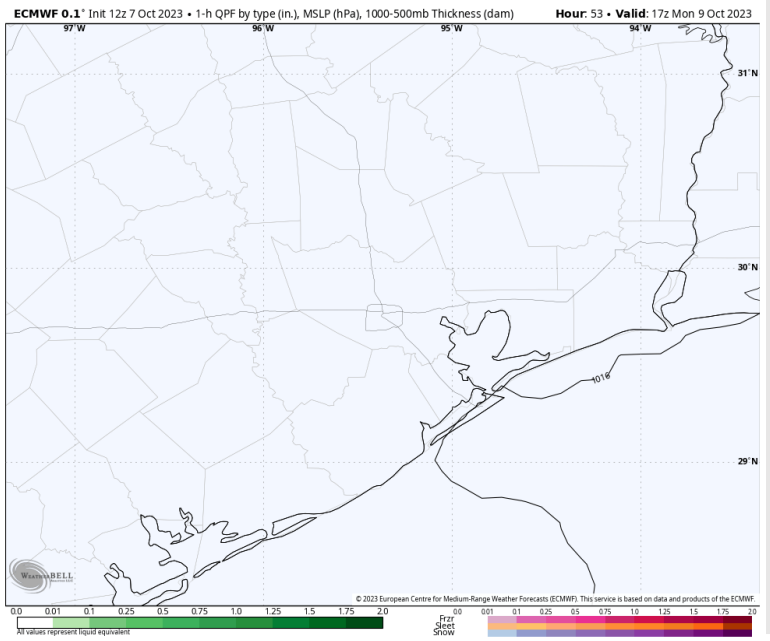 ECMWF 0.1° Init 12z 7 Oct 2023 • 1-h QPF by type (in.), MSLP (hPa), 1000-500mb Thickness (dam) Hour: 53 • Valid: 17z Mon 9 Oct 2023
97°W 96°W 95°W 94°W
31°N
30°N
1016
29°N
WeatherBELL
© 2023 European Centre for Medium-Range Weather Forecasts (ECMWF). This service is based on data and products of the ECMWF.
0.0 0.01 0.1 0.25 0.5 0.75 1.0 1.25 1.5 1.75 2.0 0.0 0.01 0.1 0.25 0.5 0.75 1.0 1.25 1.5 1.75 2.0
Frzr
Sleet
Snow
All values represent liquid equivalent